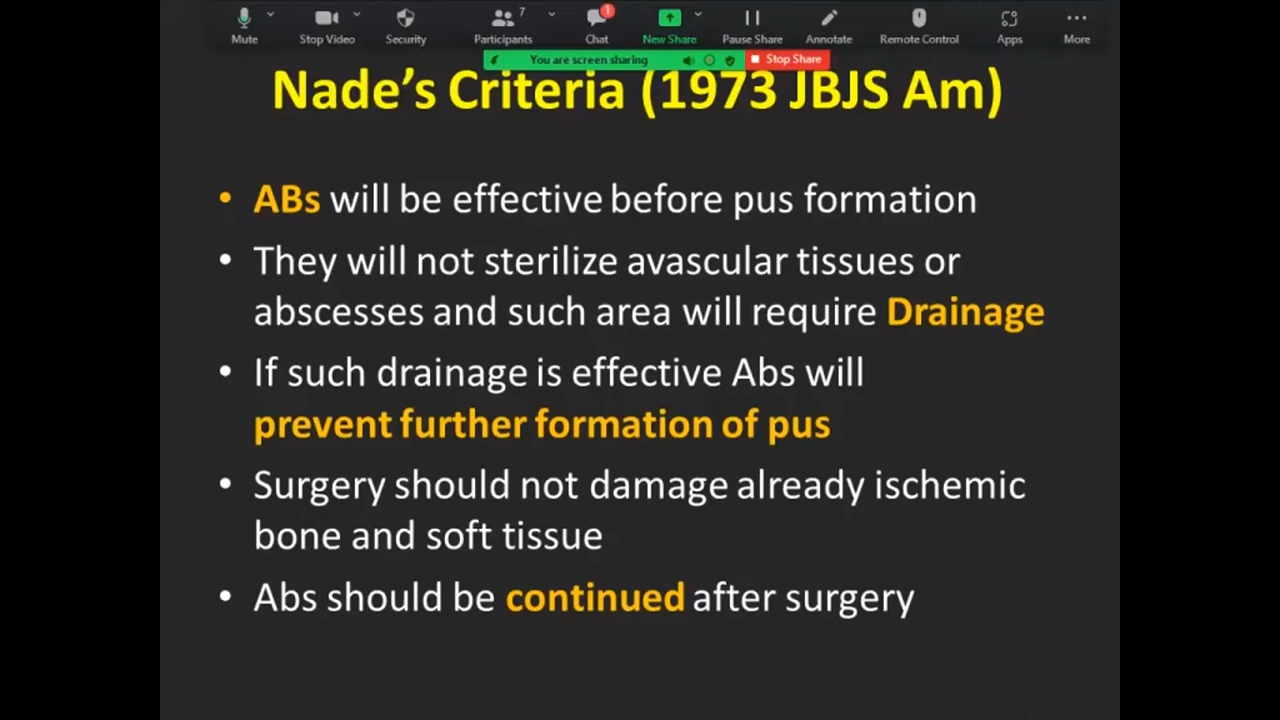 7
1
Mute
Stop Video
Security
Participants
Chat
New Share
Pause Share
Annotate
Remote Control
Apps
More
You are screen sharing
Stop Share
Nade's Criteria (1973 JBJS Am)
• ABs will be effective before pus formation
• They will not sterilize avascular tissues or
abscesses and such area will require Drainage
• If such drainage is effective Abs will
prevent further formation of pus
• Surgery should not damage already ischemic
bone and soft tissue
• Abs should be continued after surgery